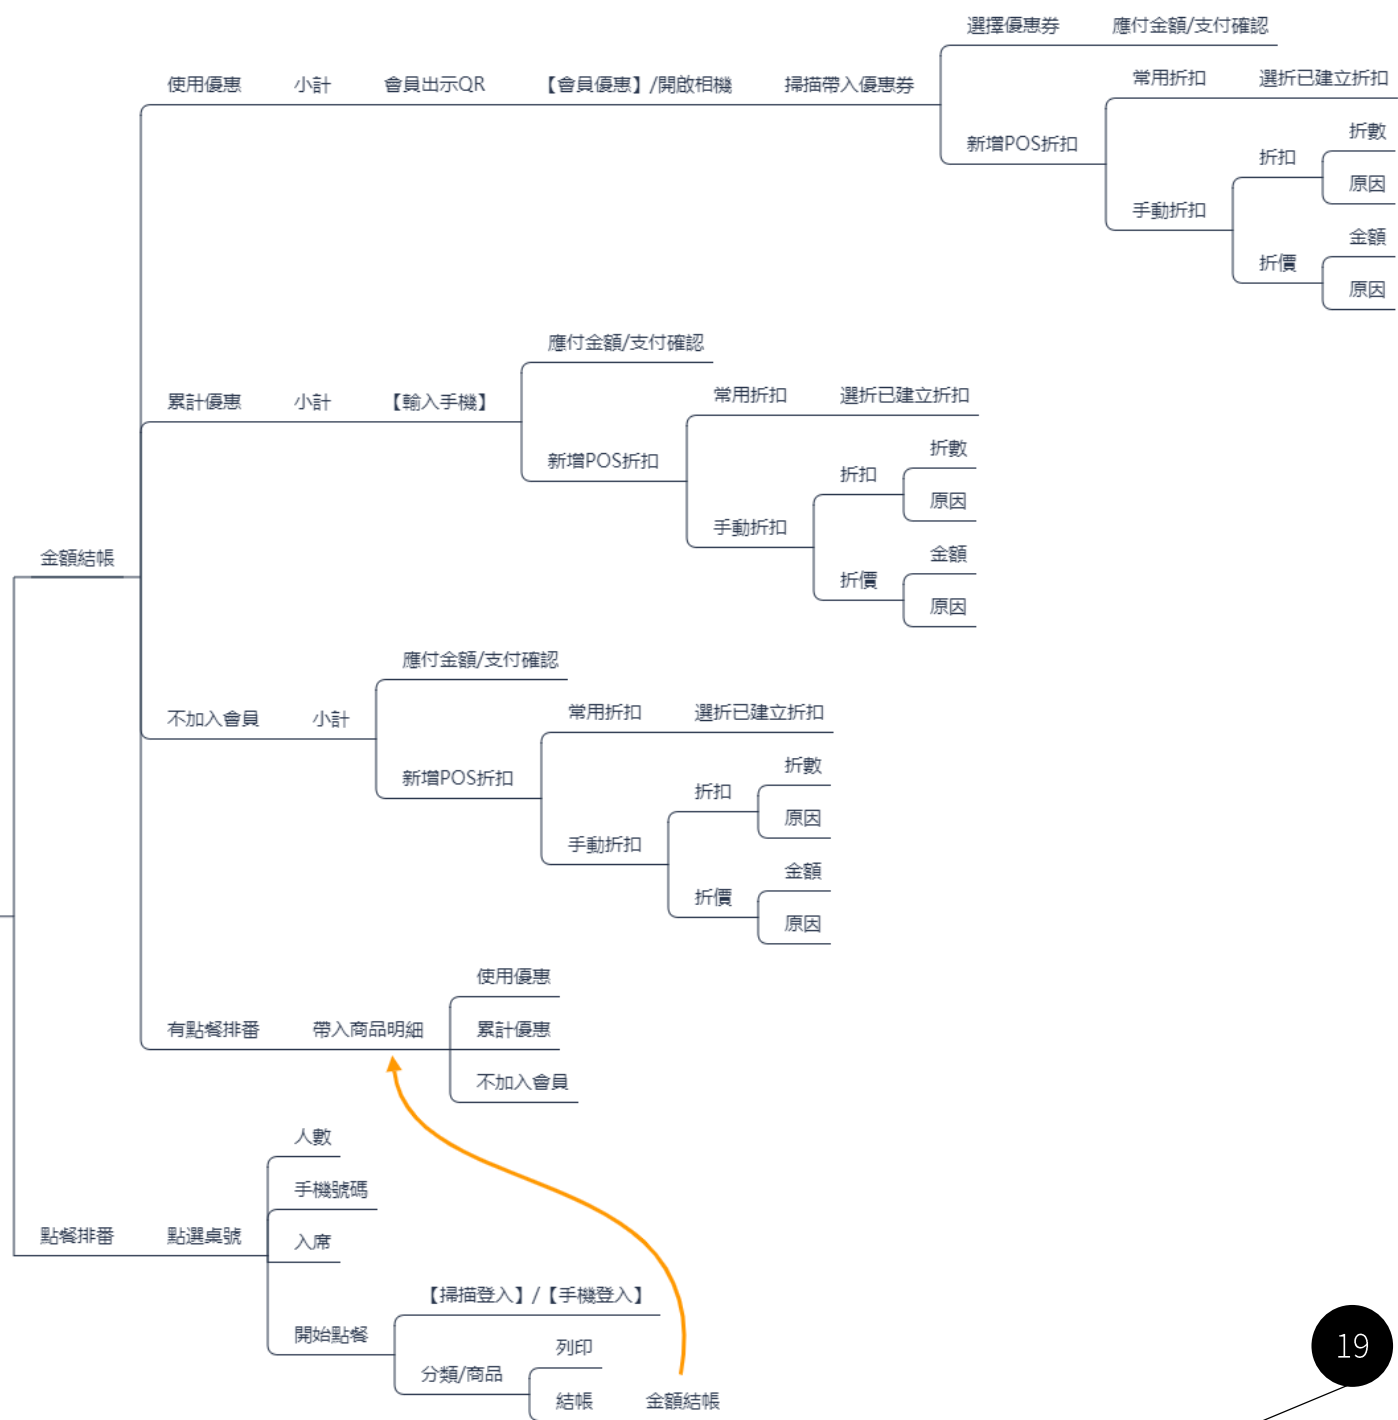 選擇優惠券 應付金額/支付確認
使用優惠 小計 會員出示QR 【會員優惠】/開啟相機 掃描帶入優惠券
常用折扣 選折已建立折扣
新增POS折扣
折數
折扣
原因
手動折扣
金額
折價
原因
應付金額/支付確認
累計優惠 小計 【輸入手機】
常用折扣 選折已建立折扣
新增POS折扣
折數
折扣
原因
手動折扣
金額
折價
原因
金額結帳
應付金額/支付確認
不加入會員 小計
常用折扣 選折已建立折扣
新增POS折扣
折數
折扣
原因
手動折扣
金額
折價
原因
使用優惠
有點餐排番 帶入商品明細 累計優惠
不加入會員
人數
手機號碼
點餐排番 點選桌號
入席
【掃描登入】/【手機登入】
開始點餐
列印
分類/商品
結帳 金額結帳
19